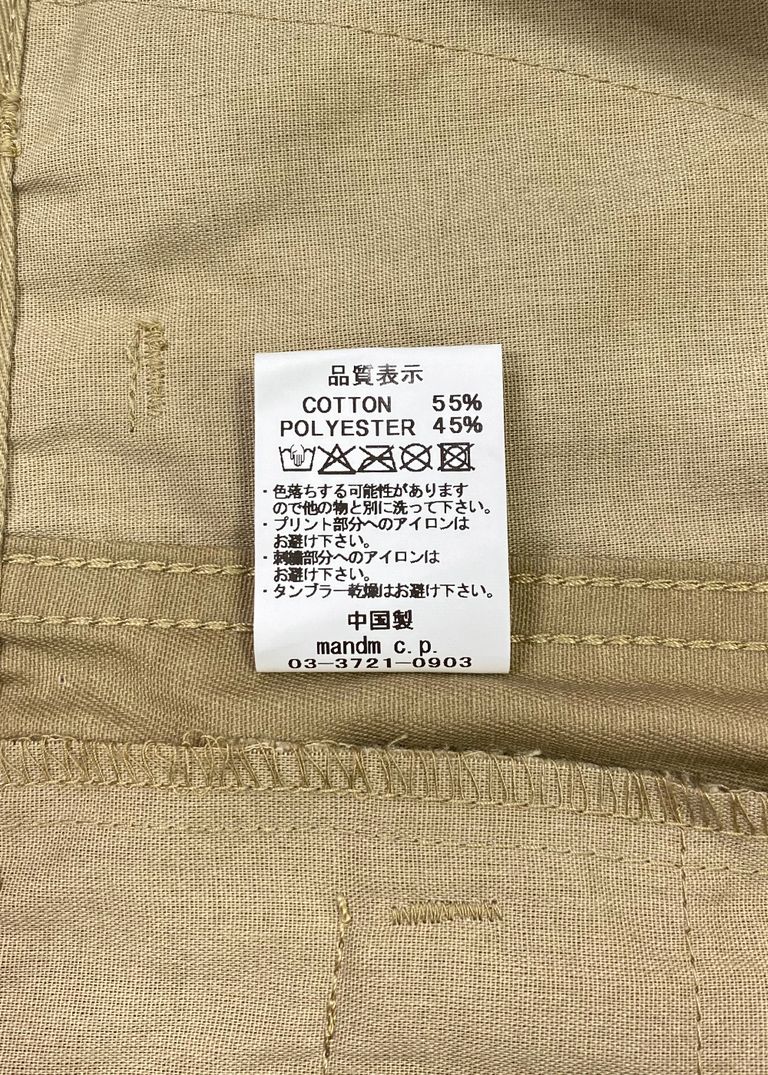 品質表示
COTTON 55%
POLYESTER 45%
・色落ちする可能性があります
ので他の物と別に洗って下さい。
・プリント部分へのアイロンは
お避け下さい。
・刺繍部分へのアイロンは
お避け下さい。
・タンブラー乾燥はお避け下さい。
中国製
mandm c.p.
03-3721-0903